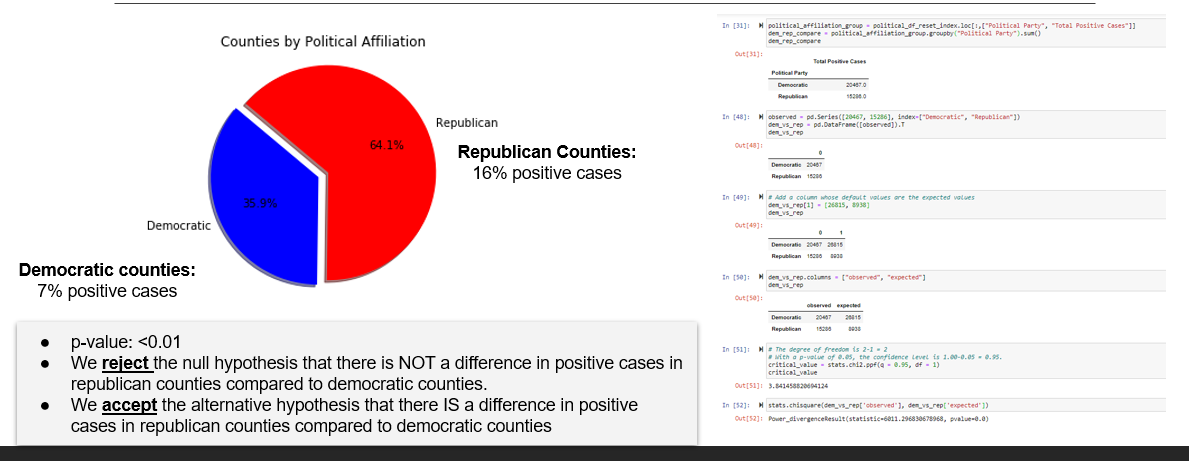 Counties by Political Affiliation
Republican
64.1%
Republican Counties:
16% positive cases
35.9%
Democratic
Democratic counties:
7% positive cases
● p-value: <0.01
● We reject the null hypothesis that there is NOT a difference in positive cases in
republican counties compared to democratic counties.
● We accept the alternative hypothesis that there IS a difference in positive
cases in republican counties compared to democratic counties
In [31]: political_affiliation_group = political_df_reset_index.loc[:,["Political Party", "Total Positive Cases"]]
dem_rep_compare = political_affiliation_group.groupby("Political Party").sum()
dem_rep_compare
Out[31]:
Total Positive Cases
Political Party
Democratic 20467.0
Republican 15286.0
In [48]: observed = pd.Series([20467, 15286], index=["Democratic", "Republican"])
dem_vs_rep = pd.DataFrame([observed]).T
dem_vs_rep
Out[48]:
0
Democratic 20467
Republican 15286
In [49]: # Add a column whose default values are the expected values
dem_vs_rep[1] = [26815, 8938]
dem_vs_rep
Out[49]:
0 1
Democratic 20467 26815
Republican 15286 8938
In [50]: dem_vs_rep.columns = ["observed", "expected"]
dem_vs_rep
Out[50]:
observed expected
Democratic 20467 26815
Republican 15286 8938
In [51]: # The degree of freedom is 2-1 = 2
# With a p-value of 0.05, the confidence level is 1.00-0.05 = 0.95.
critical_value = stats.chi2.ppf(q = 0.95, df = 1)
critical_value
Out[51]: 3.841458820694124
In [52]: stats.chisquare(dem_vs_rep['observed'], dem_vs_rep['expected'])
Out[52]: Power_divergenceResult(statistic=6011.296830678968, pvalue=0.0)